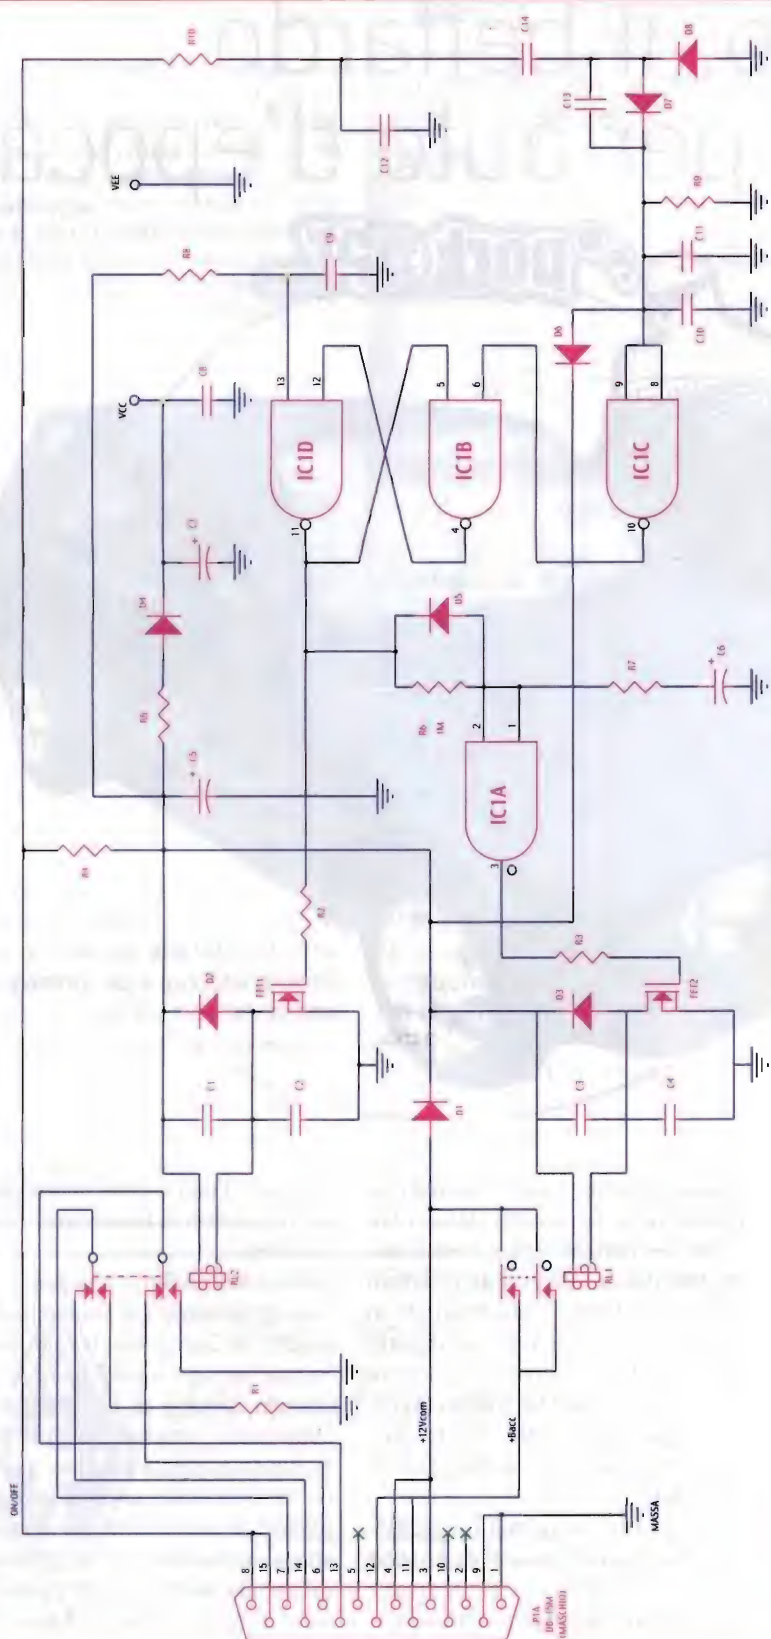 R10
C14
D8
C13
D7
C12
VEE
R9
C11
C10
R8
C9
D6
VCC
C8
13
12
IC1D
11
5
6
IC1B
4
9
8
IC1C
10
D4
D5
R6
1M
2
1
IC1A
3
R7
+
C6
+
+
C5
R2
R3
D2
FET1
C1
C2
D1
D3
FET2
C3
C4
RL2
RL1
R1
+12Vcom
+Bacc
ON/OFF
8
15
7
14
6
13
5
12
4
11
3
10
2
9
1
MASSA
P1A
DB-15M
(MASCHIO)